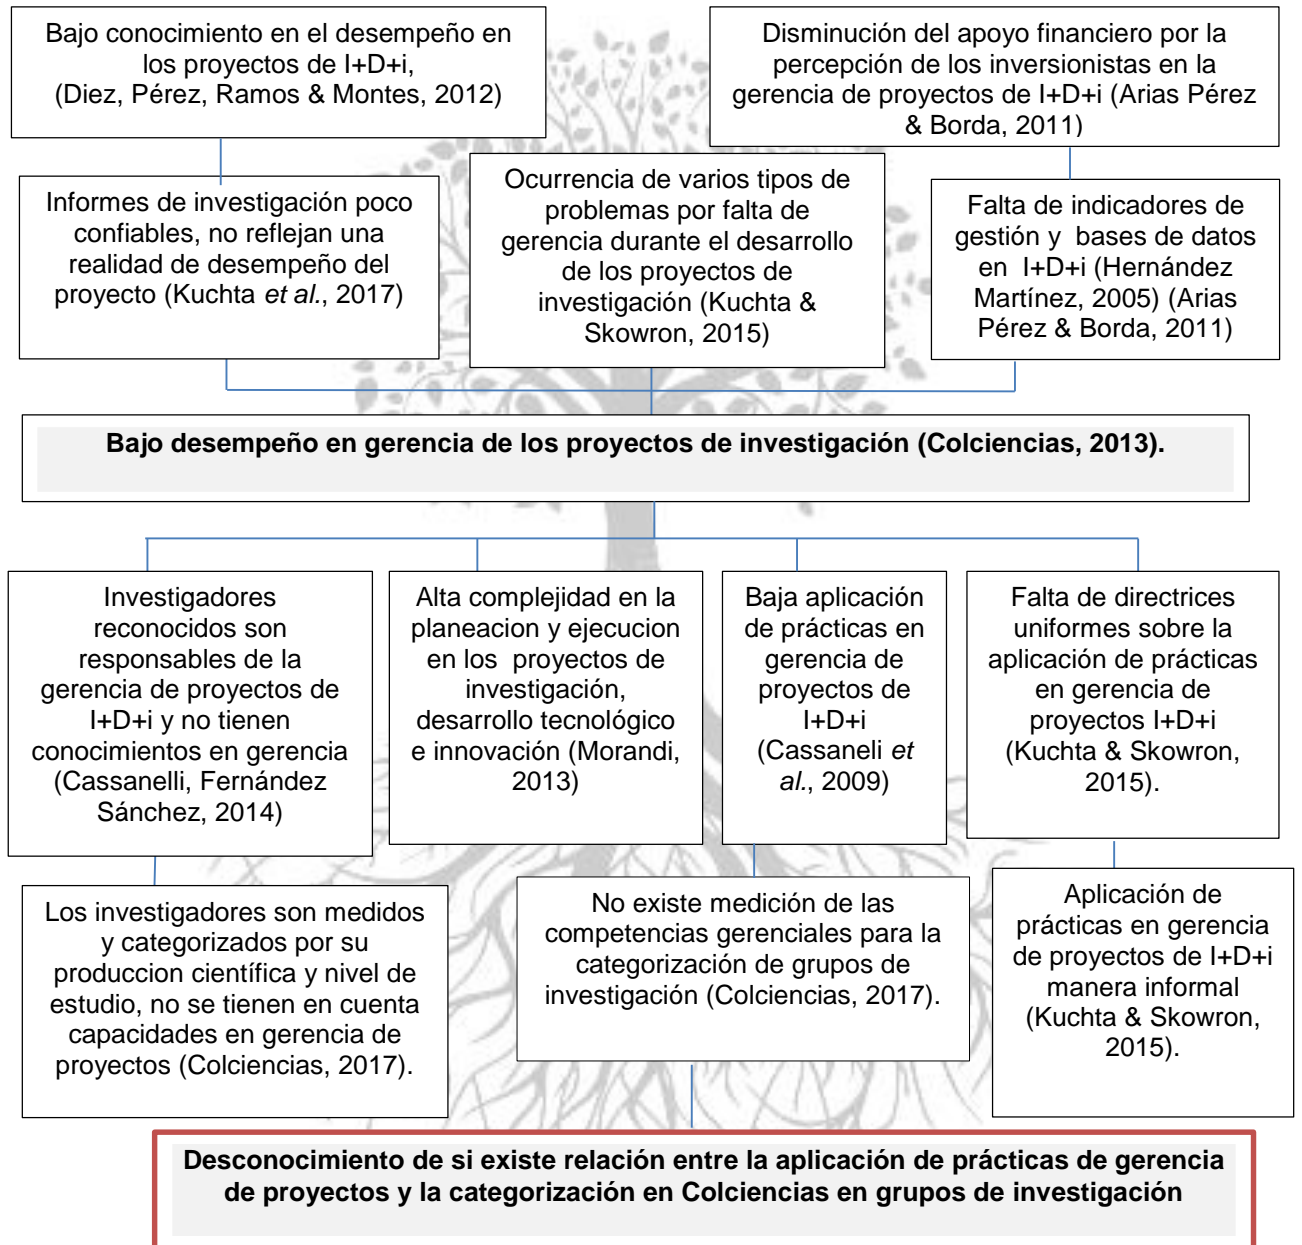 Bajo conocimiento en el desempeño en
los proyectos de I+D+i,
(Diez, Pérez, Ramos & Montes, 2012)
Disminución del apoyo financiero por la
percepción de los inversionistas en la
gerencia de proyectos de I+D+i (Arias Pérez
& Borda, 2011)
Informes de investigación poco
confiables, no reflejan una
realidad de desempeño del
proyecto (Kuchta et al., 2017)
Ocurrencia de varios tipos de
problemas por falta de
gerencia durante el desarrollo
de los proyectos de
investigación (Kuchta &
Skowron, 2015)
Falta de indicadores de
gestión y bases de datos
en I+D+i (Hernández
Martínez, 2005) (Arias
Pérez & Borda, 2011)
Bajo desempeño en gerencia de los proyectos de investigación (Colciencias, 2013).
Investigadores
reconocidos son
responsables de la
gerencia de proyectos de
I+D+i y no tienen
conocimientos en gerencia
(Cassanelli, Fernández
Sánchez, 2014)
Alta complejidad en la
planeacion y ejecucion
en los proyectos de
investigación,
desarrollo tecnológico
e innovación (Morandi,
2013)
Baja aplicación
de prácticas en
gerencia de
proyectos de
I+D+i
(Cassaneli et
al., 2009)
Falta de directrices
uniformes sobre la
aplicación de prácticas
en gerencia de
proyectos I+D+i
(Kuchta & Skowron,
2015).
Los investigadores son medidos
y categorizados por su
produccion científica y nivel de
estudio, no se tienen en cuenta
capacidades en gerencia de
proyectos (Colciencias, 2017).
No existe medición de las
competencias gerenciales para la
categorización de grupos de
investigación (Colciencias, 2017).
Aplicación de
prácticas en gerencia
de proyectos de I+D+i
manera informal
(Kuchta & Skowron,
2015).
Desconocimiento de si existe relación entre la aplicación de prácticas de gerencia
de proyectos y la categorización en Colciencias en grupos de investigación